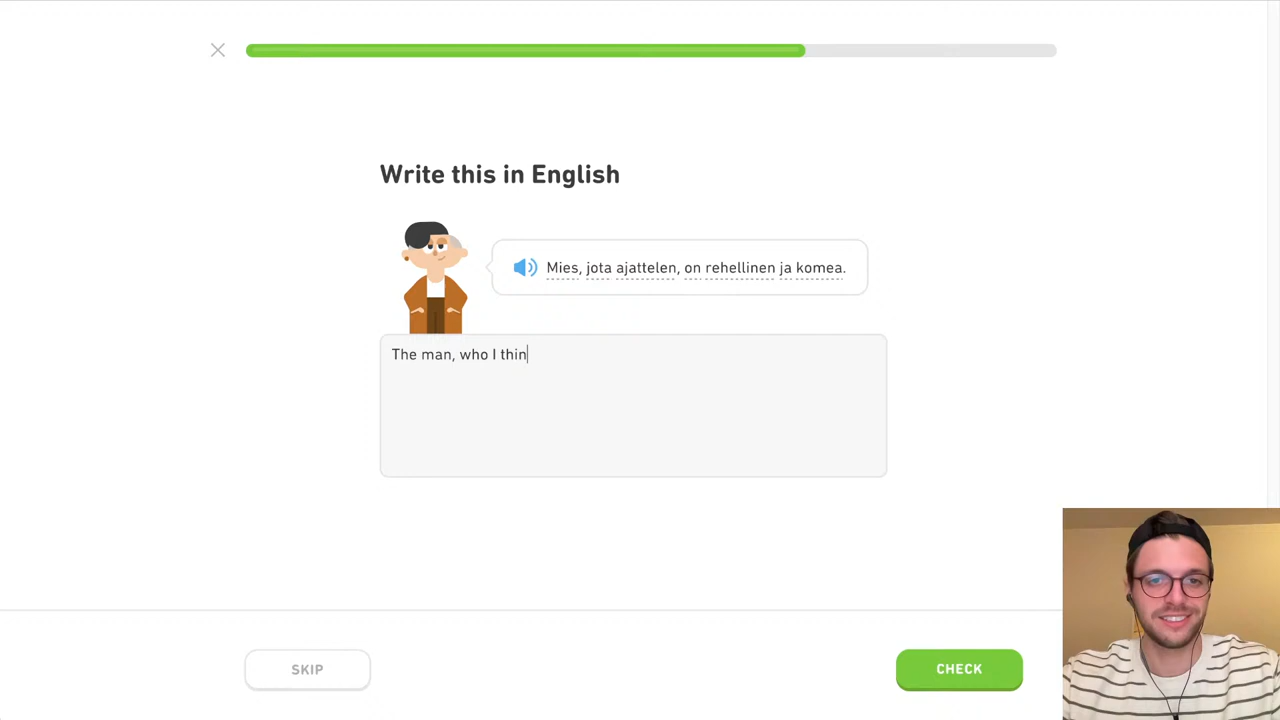 Write this in English
Mies, jota ajattelen, on rehellinen ja komea.
The man, who I thin
SKIP
CHECK